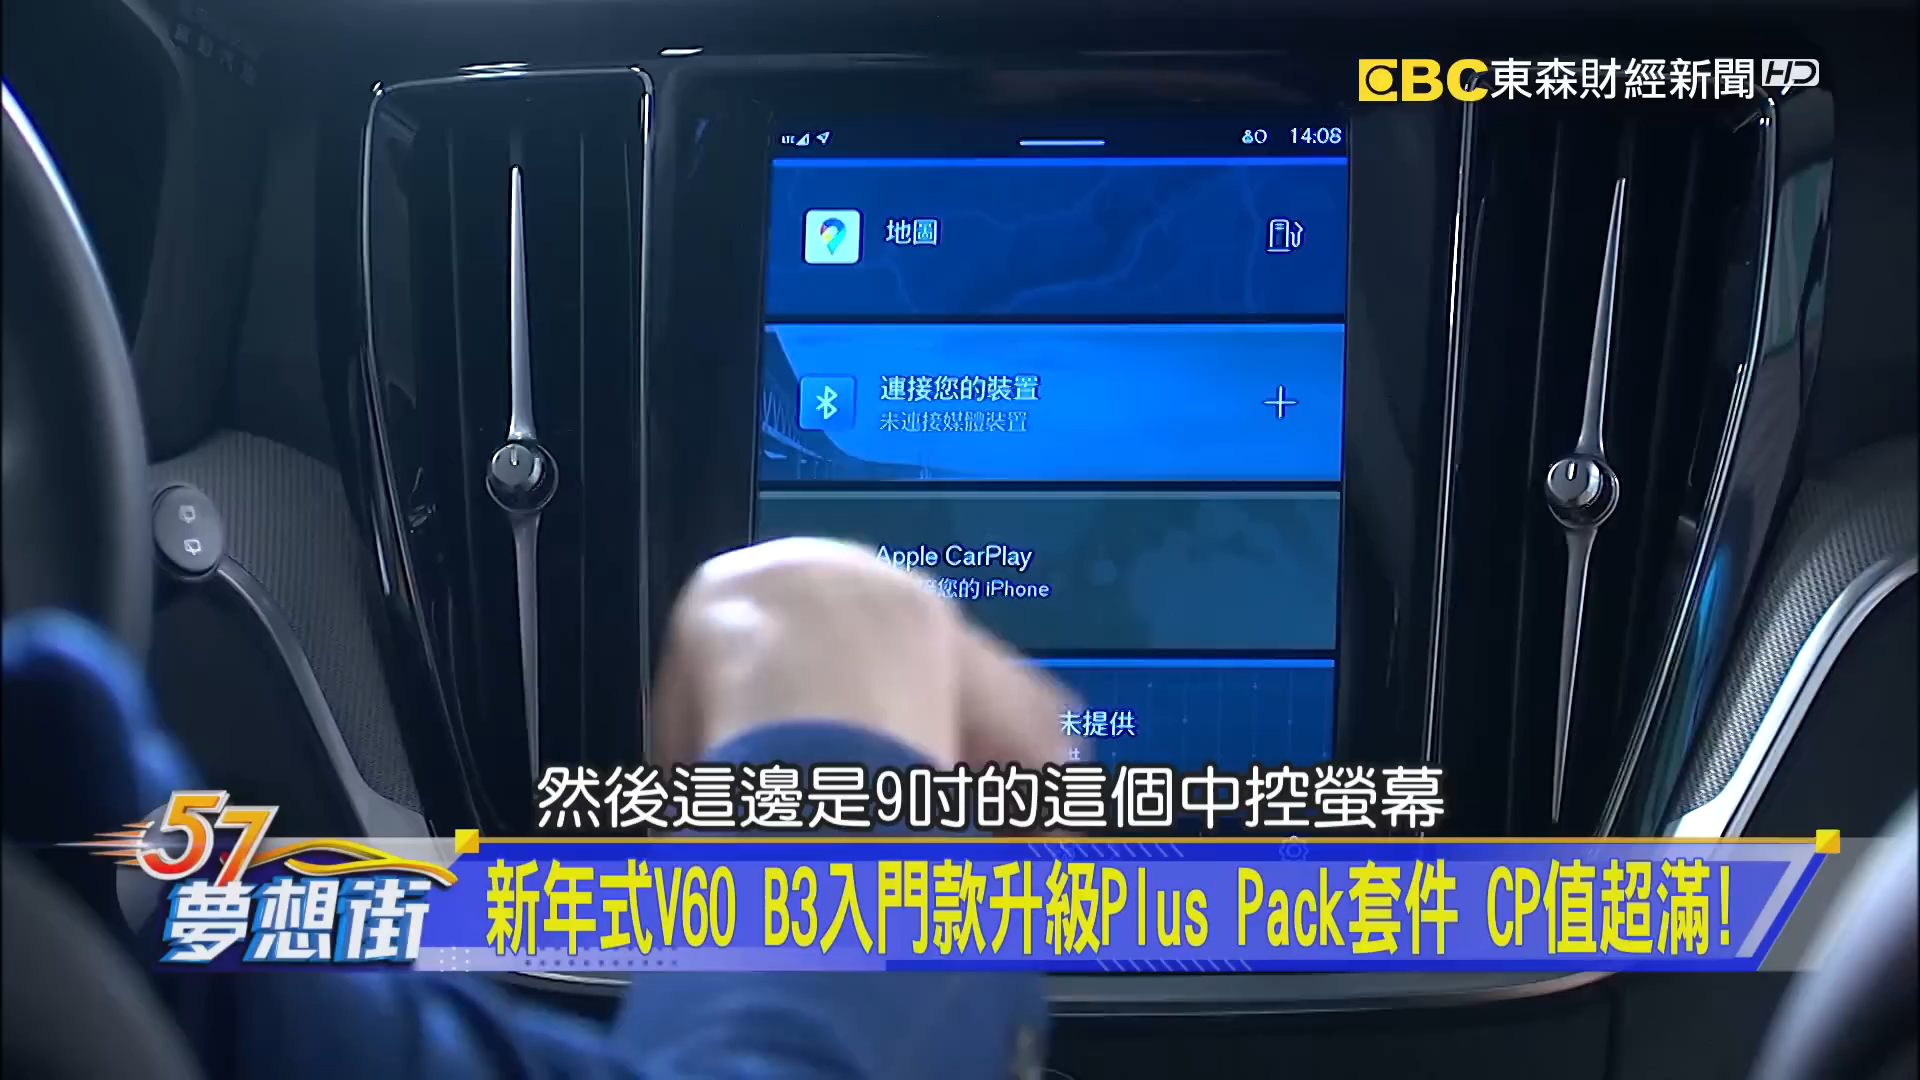 EBC東森財經新聞HD
LTE 14:08
地圖
連接您的裝置
未連接媒體裝置
Apple CarPlay
接您的 iPhone
未提供
然後這邊是9吋的這個中控螢幕
57夢想街
新年式V60 B3入門款升級Plus Pack套件 CP值超滿!